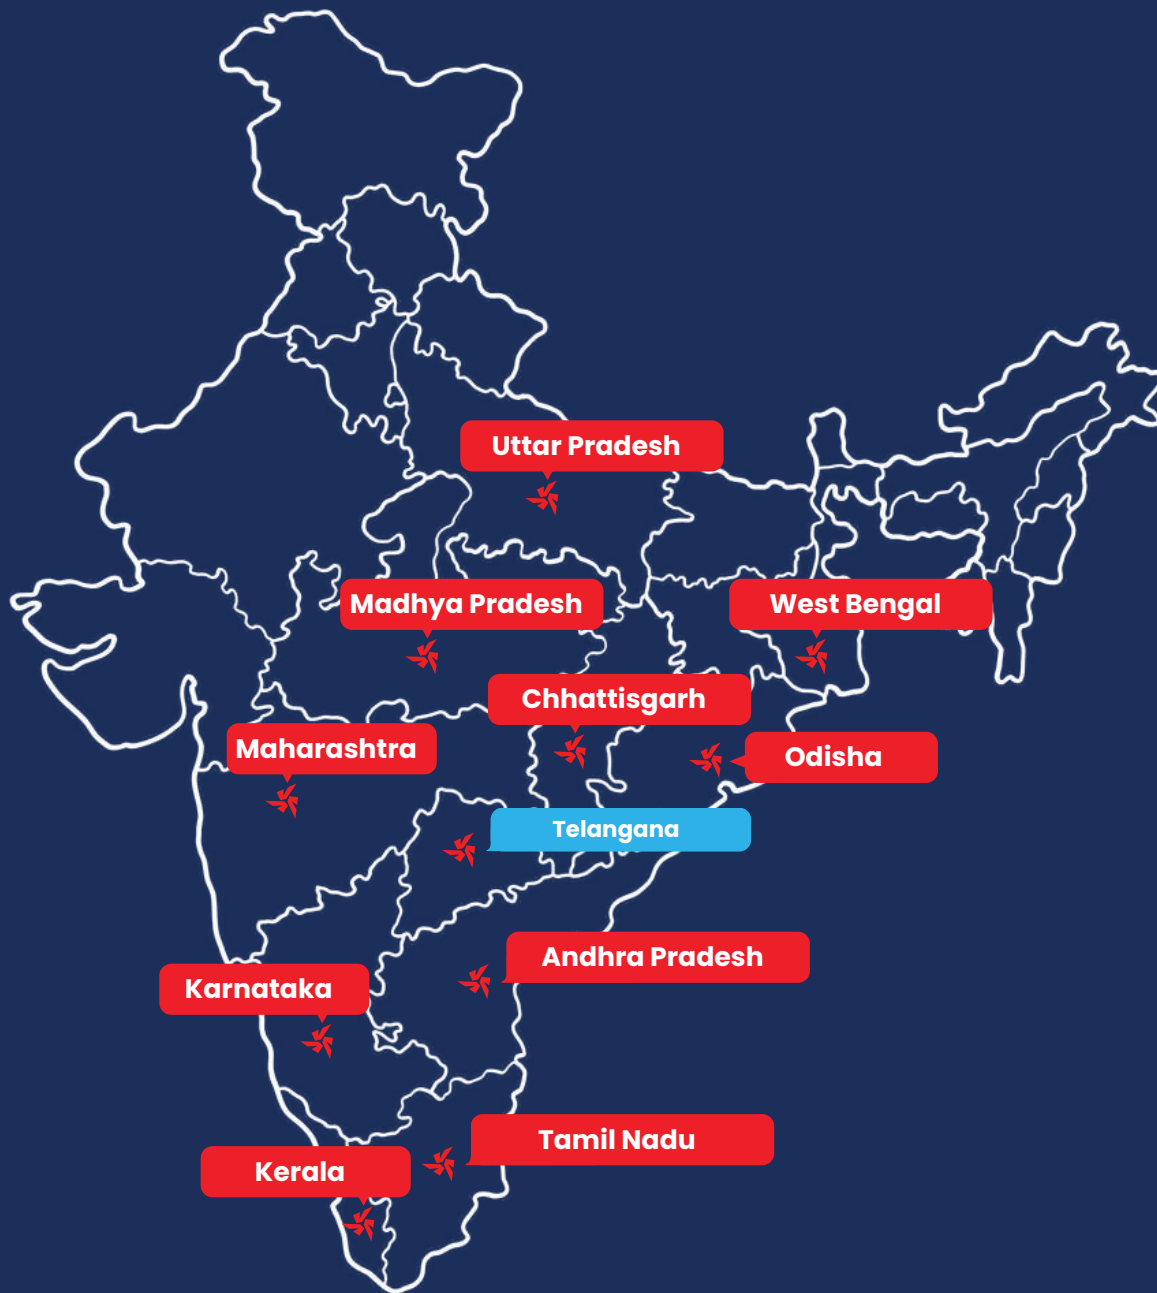 Uttar Pradesh
Madhya Pradesh
West Bengal
Chhattisgarh
Maharashtra
Odisha
Telangana
Andhra Pradesh
Karnataka
Tamil Nadu
Kerala